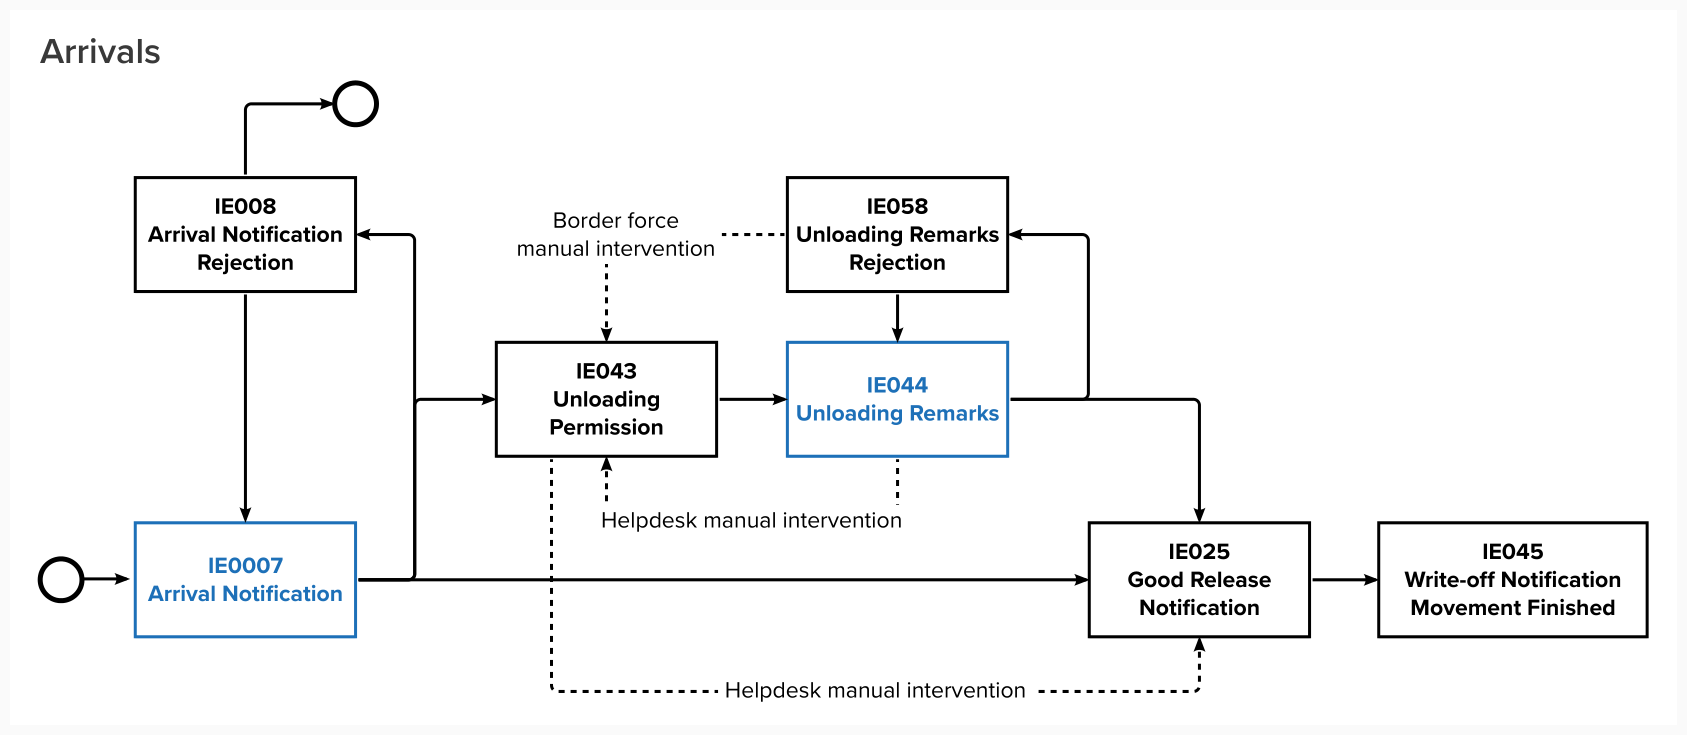 Arrivals
IE008
Arrival Notification
Rejection
Border force
manual intervention
IE058
Unloading Remarks
Rejection
IE043
Unloading
Permission
IE044
Unloading Remarks
Helpdesk manual intervention
IE0007
Arrival Notification
IE025
Good Release
Notification
IE045
Write-off Notification
Movement Finished
Helpdesk manual intervention